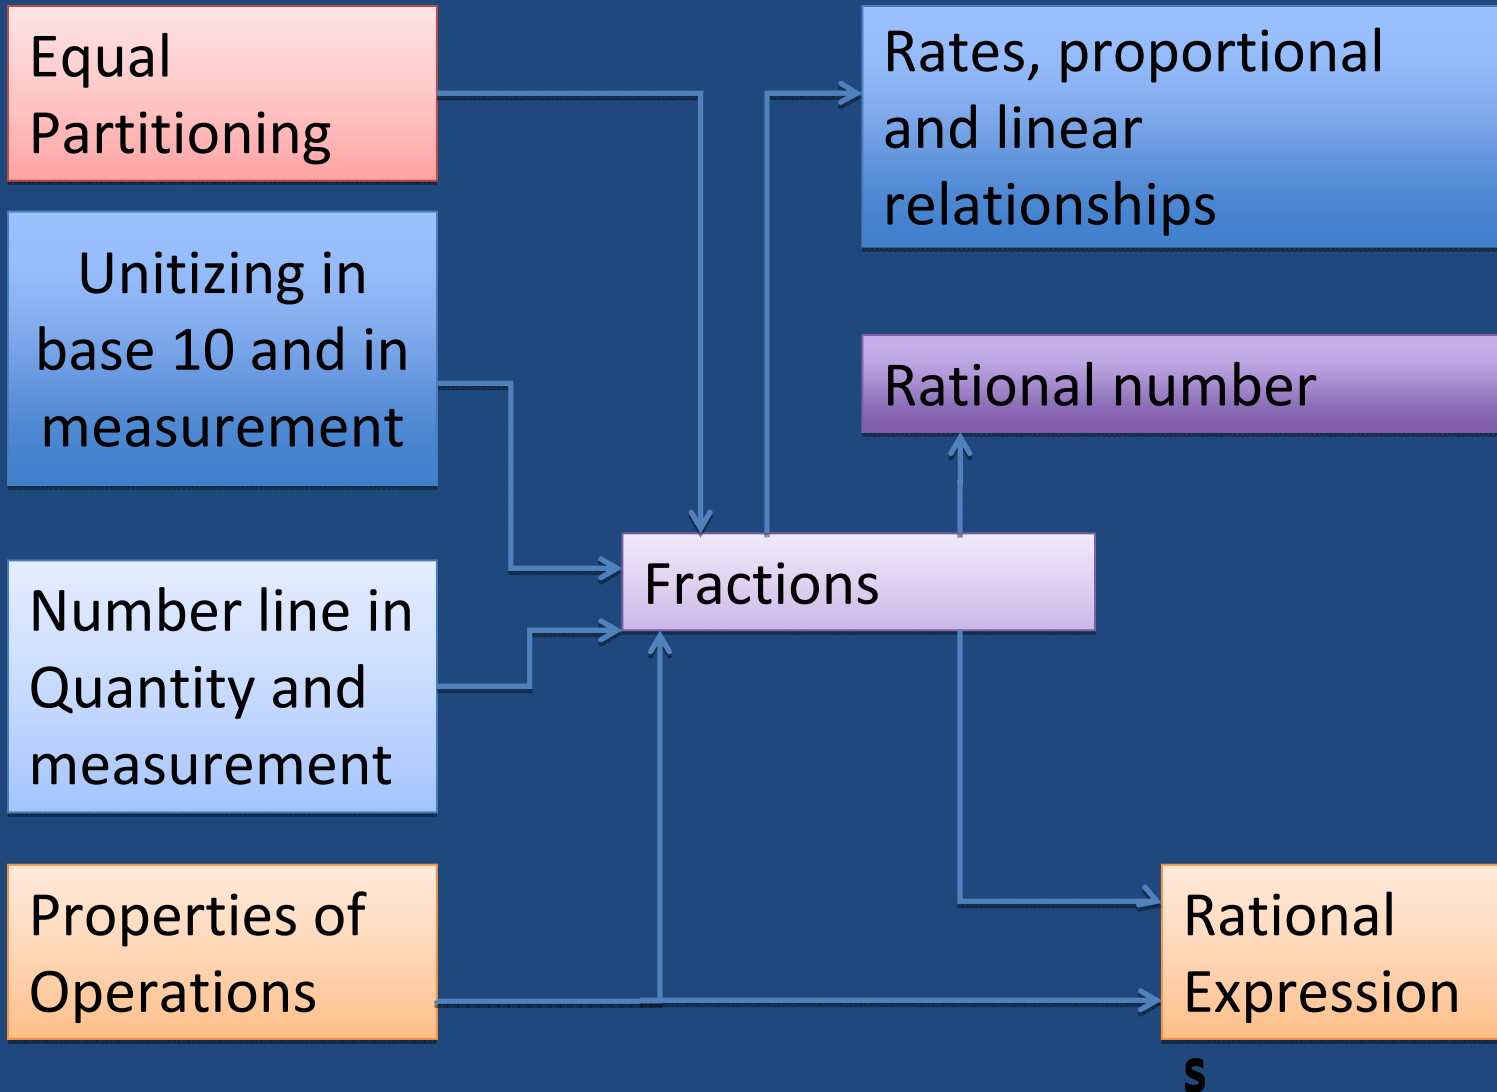 Equal
Partitioning
Unitizing in
base 10 and in
measurement
Number line in
Quantity and
measurement
Properties of
Operations
Fractions
Rates, proportional
and linear
relationships
Rational number
Rational
Expression
s